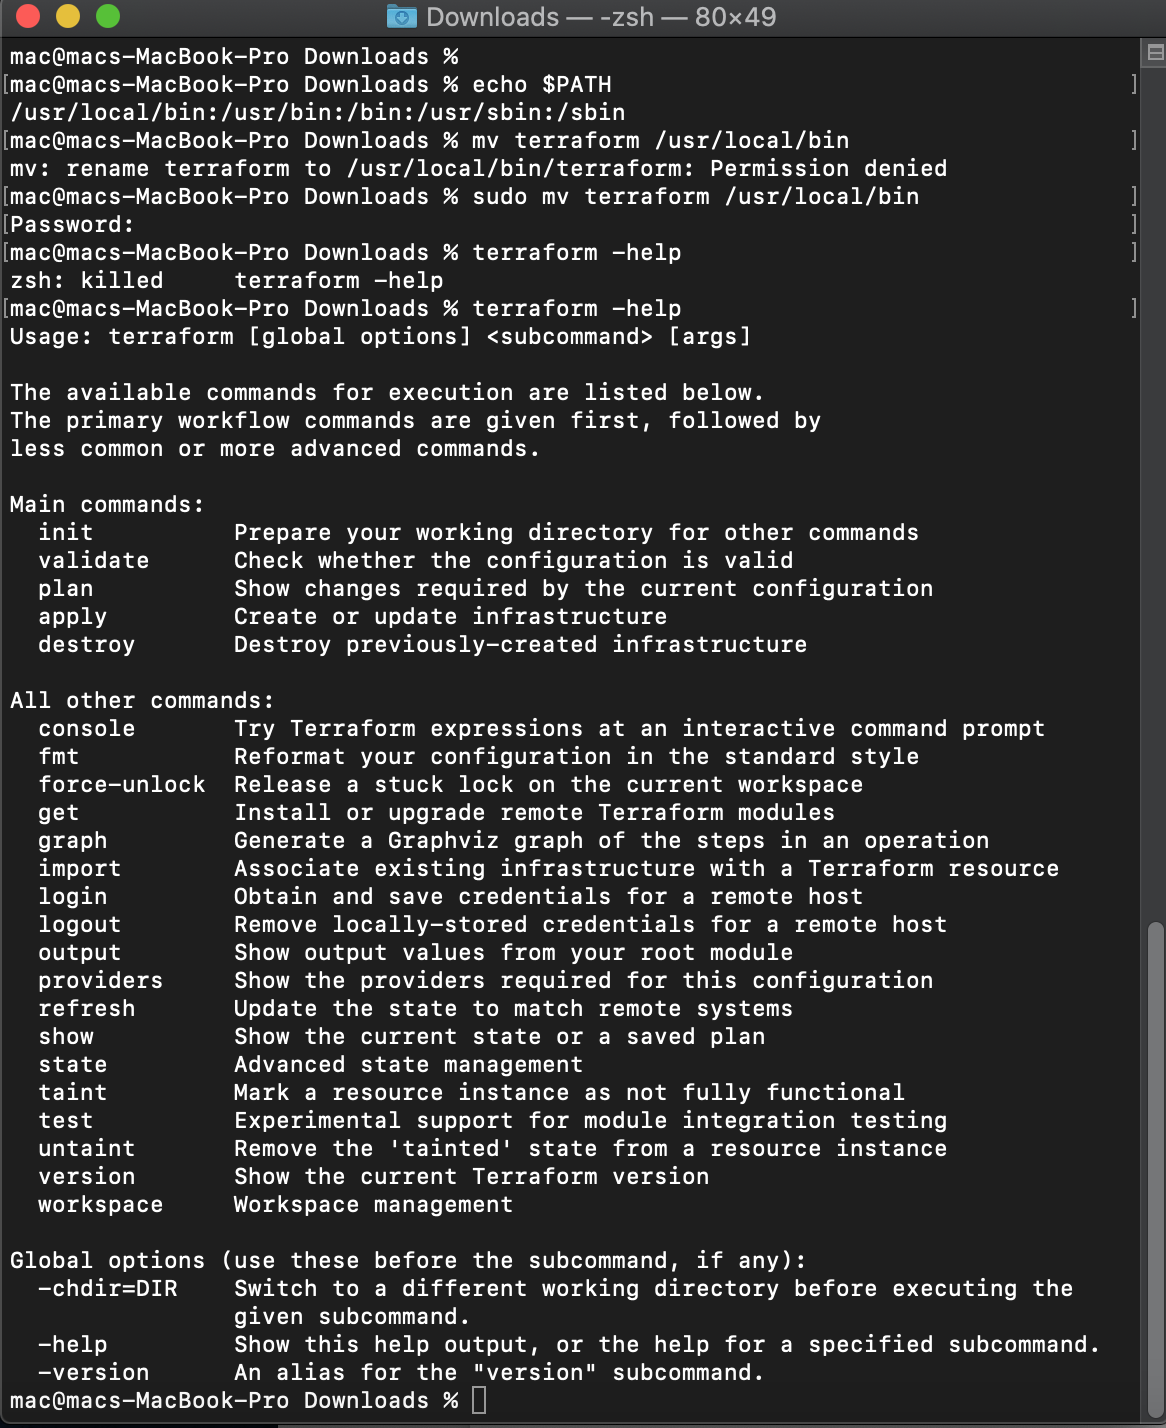 Downloads — -zsh — 80×49
mac@macs-MacBook-Pro Downloads %
[mac@macs-MacBook-Pro Downloads % echo $PATH ]
/usr/local/bin:/usr/bin:/bin:/usr/sbin:/sbin
[mac@macs-MacBook-Pro Downloads % mv terraform /usr/local/bin ]
mv: rename terraform to /usr/local/bin/terraform: Permission denied
[mac@macs-MacBook-Pro Downloads % sudo mv terraform /usr/local/bin ]
[Password: ]
[mac@macs-MacBook-Pro Downloads % terraform -help ]
zsh: killed     terraform -help
[mac@macs-MacBook-Pro Downloads % terraform -help ]
Usage: terraform [global options] <subcommand> [args]

The available commands for execution are listed below.
The primary workflow commands are given first, followed by
less common or more advanced commands.

Main commands:
  init          Prepare your working directory for other commands
  validate      Check whether the configuration is valid
  plan          Show changes required by the current configuration
  apply         Create or update infrastructure
  destroy       Destroy previously-created infrastructure

All other commands:
  console       Try Terraform expressions at an interactive command prompt
  fmt           Reformat your configuration in the standard style
  force-unlock  Release a stuck lock on the current workspace
  get           Install or upgrade remote Terraform modules
  graph         Generate a Graphviz graph of the steps in an operation
  import        Associate existing infrastructure with a Terraform resource
  login         Obtain and save credentials for a remote host
  logout        Remove locally-stored credentials for a remote host
  output        Show output values from your root module
  providers     Show the providers required for this configuration
  refresh       Update the state to match remote systems
  show          Show the current state or a saved plan
  state         Advanced state management
  taint         Mark a resource instance as not fully functional
  test          Experimental support for module integration testing
  untaint       Remove the 'tainted' state from a resource instance
  version       Show the current Terraform version
  workspace     Workspace management

Global options (use these before the subcommand, if any):
  -chdir=DIR    Switch to a different working directory before executing the
                given subcommand.
  -help         Show this help output, or the help for a specified subcommand.
  -version      An alias for the "version" subcommand.
mac@macs-MacBook-Pro Downloads %